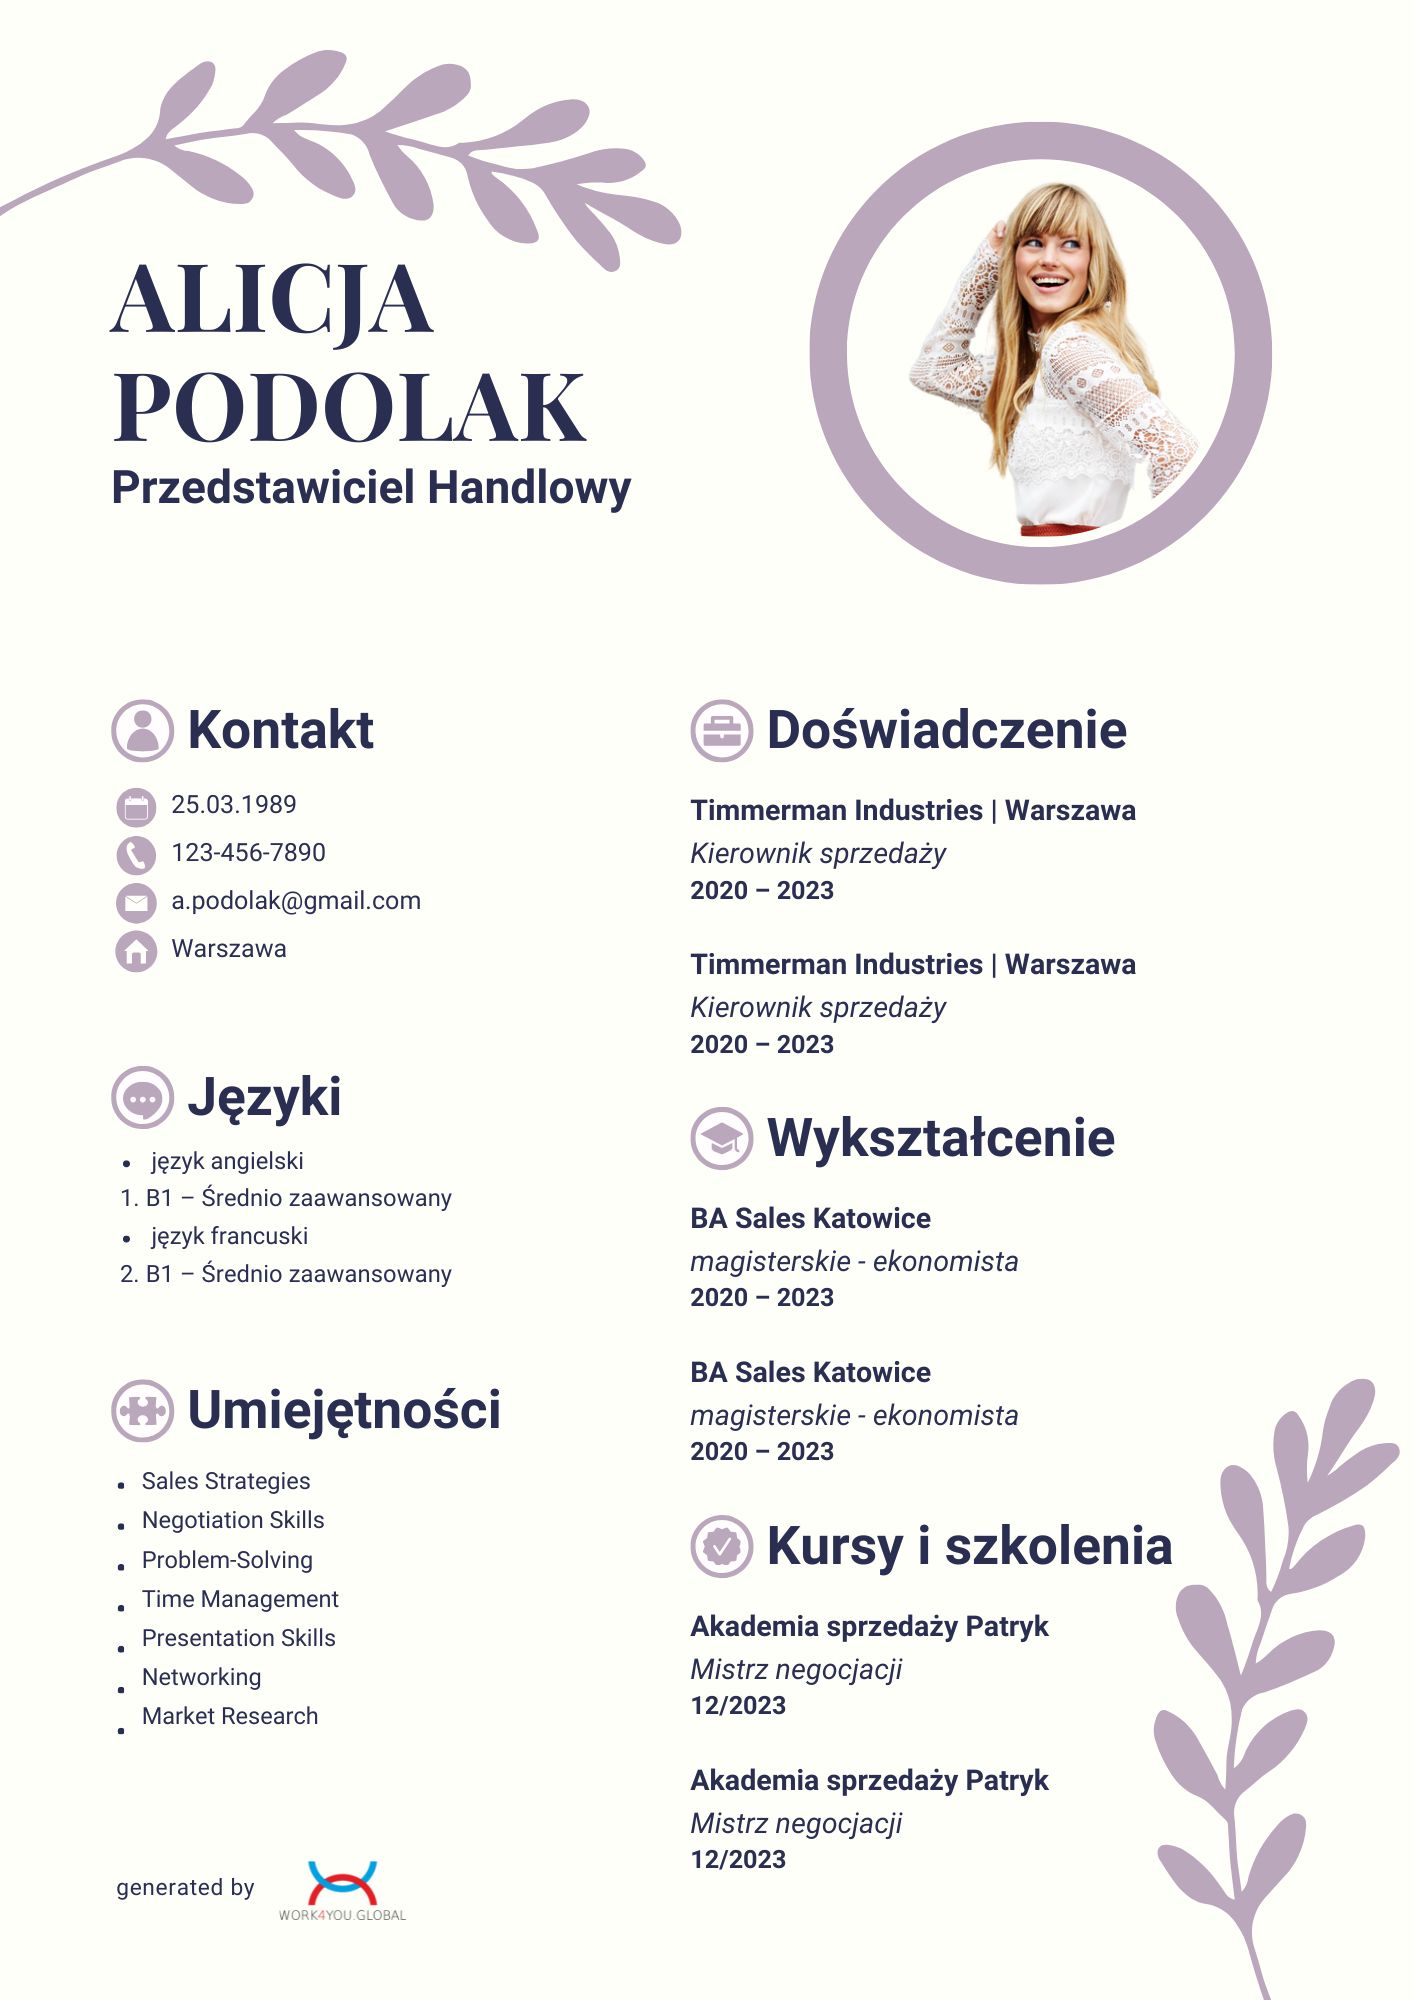 ALICJA
PODOLAK
Przedstawiciel Handlowy
Kontakt
25.03.1989
123-456-7890
a.podolak@gmail.com
Warszawa
Języki
• język angielski
1. B1 – Średnio zaawansowany
• język francuski
2. B1 – Średnio zaawansowany
Umiejętności
• Sales Strategies
• Negotiation Skills
• Problem-Solving
• Time Management
• Presentation Skills
• Networking
• Market Research
generated by
WORK4YOU.GLOBAL
Doświadczenie
Timmerman Industries | Warszawa
Kierownik sprzedaży
2020 – 2023
Timmerman Industries | Warszawa
Kierownik sprzedaży
2020 – 2023
Wykształcenie
BA Sales Katowice
magisterskie - ekonomista
2020 – 2023
BA Sales Katowice
magisterskie - ekonomista
2020 – 2023
Kursy i szkolenia
Akademia sprzedaży Patryk
Mistrz negocjacji
12/2023
Akademia sprzedaży Patryk
Mistrz negocjacji
12/2023